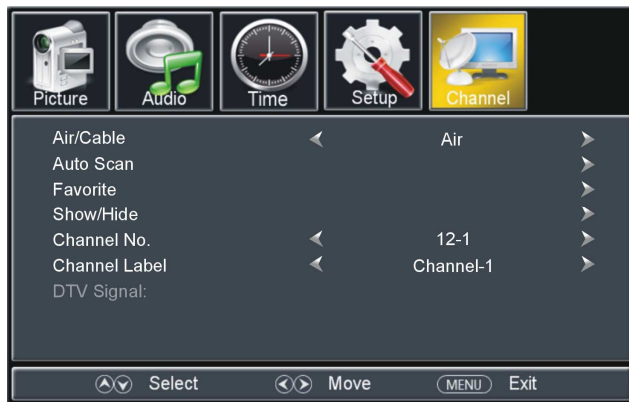 Picture Audio Time Setup Channel
Air/Cable Air
Auto Scan
Favorite
Show/Hide
Channel No. 12-1
Channel Label Channel-1
DTV Signal:
Select Move MENU Exit